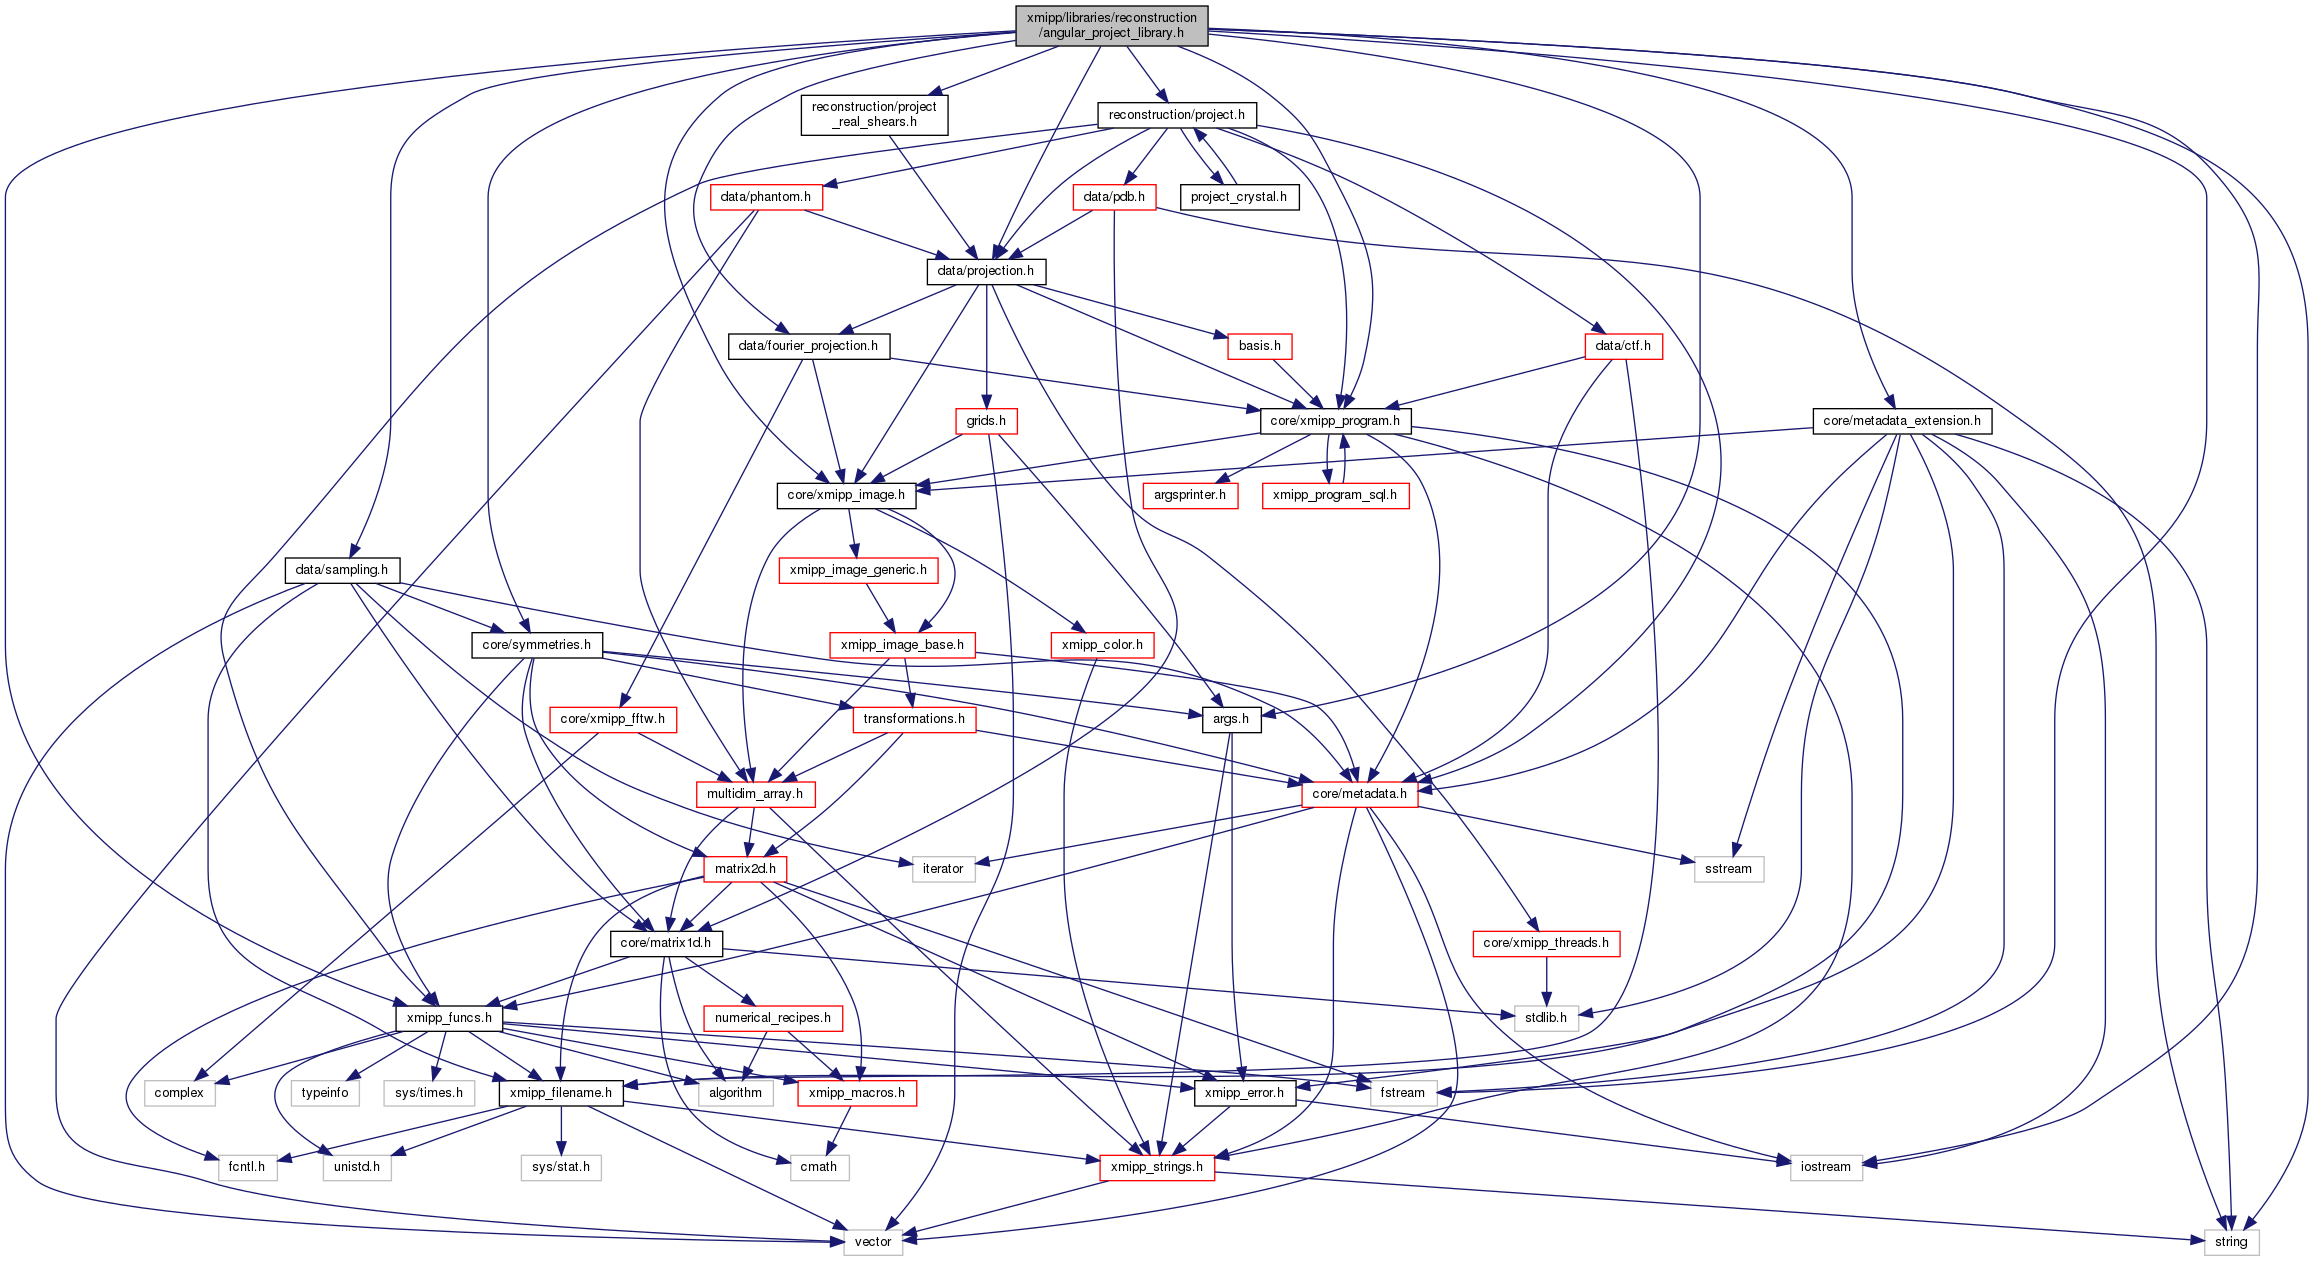 xmipp/libraries/reconstruction
/angular_project_library.h
reconstruction/project
_real_shears.h
reconstruction/project.h
data/phantom.h
data/pdb.h
project_crystal.h
data/projection.h
data/fourier_projection.h
basis.h
data/ctf.h
grids.h
core/xmipp_program.h
core/metadata_extension.h
core/xmipp_image.h
argsprinter.h
xmipp_program_sql.h
data/sampling.h
xmipp_image_generic.h
core/symmetries.h
xmipp_image_base.h
xmipp_color.h
core/xmipp_fftw.h
transformations.h
args.h
multidim_array.h
core/metadata.h
matrix2d.h
iterator
sstream
core/matrix1d.h
core/xmipp_threads.h
xmipp_funcs.h
numerical_recipes.h
stdlib.h
complex
typeinfo
sys/times.h
xmipp_filename.h
algorithm
xmipp_macros.h
xmipp_error.h
fstream
fcntl.h
unistd.h
sys/stat.h
cmath
xmipp_strings.h
iostream
vector
string